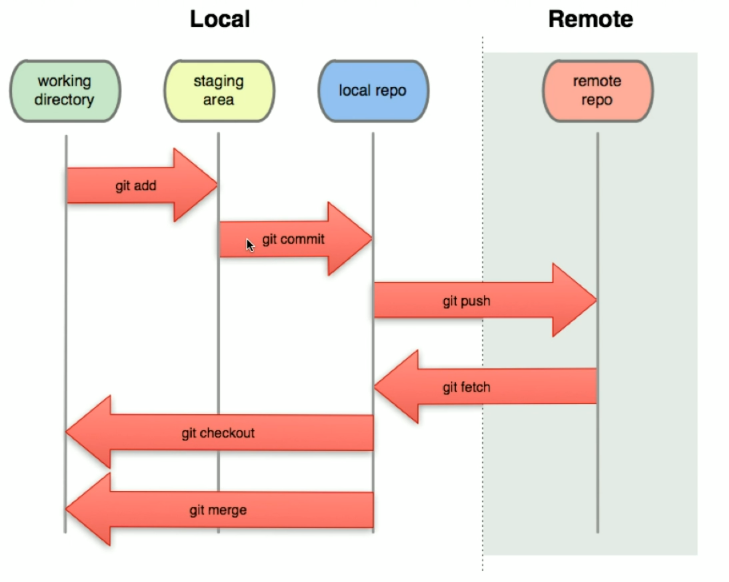 Local
Remote
working
directory
staging
area
local repo
remote
repo
git add
git commit
git push
git fetch
git checkout
git merge